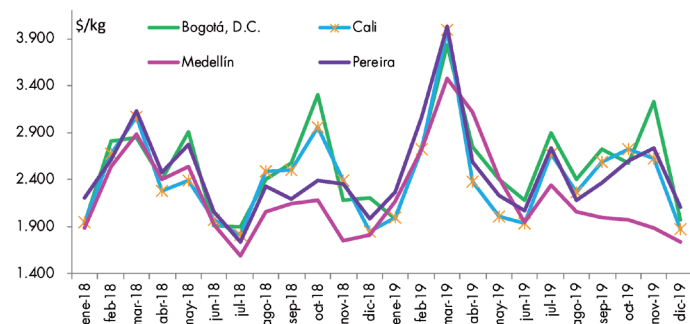 $/kg
Bogotá, D.C.
Cali
Medellín
Pereira
3.900
3.400
2.900
2.400
1.900
1.400
ene-18
feb-18
mar-18
abr-18
may-18
jun-18
jul-18
ago-18
sep-18
oct-18
nov-18
dic-18
ene-19
feb-19
mar-19
abr-19
may-19
jun-19
jul-19
ago-19
sep-19
oct-19
nov-19
dic-19